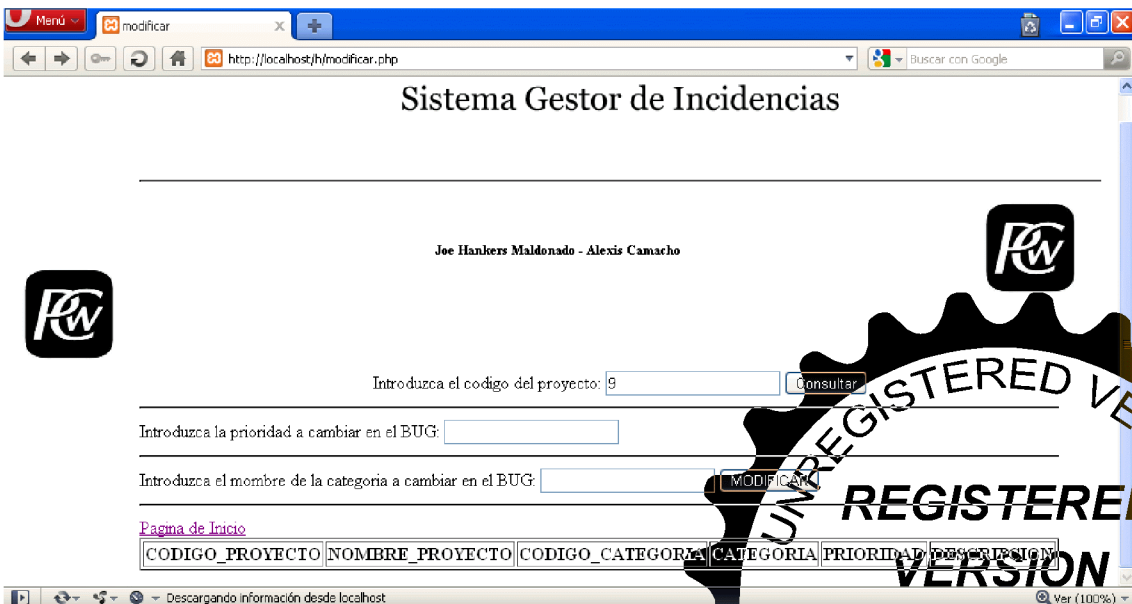 Menú
modificar
http://localhost/h/modificar.php
Buscar con Google
Sistema Gestor de Incidencias
Joe Hankers Maldonado - Alexis Camacho
PCW
PCW
Introduzca el codigo del proyecto: 9 Consultar
Introduzca la prioridad a cambiar en el BUG:
Introduzca el mombre de la categoria a cambiar en el BUG: MODIFICAR
Pagina de Inicio
CODIGO_PROYECTO NOMBRE_PROYECTO CODIGO_CATEGORIA CATEGORIA PRIORIDAD DESCRIPCION
UNREGISTERED VE
REGISTERE
VERSION
Descargando información desde localhost
Ver (100%)